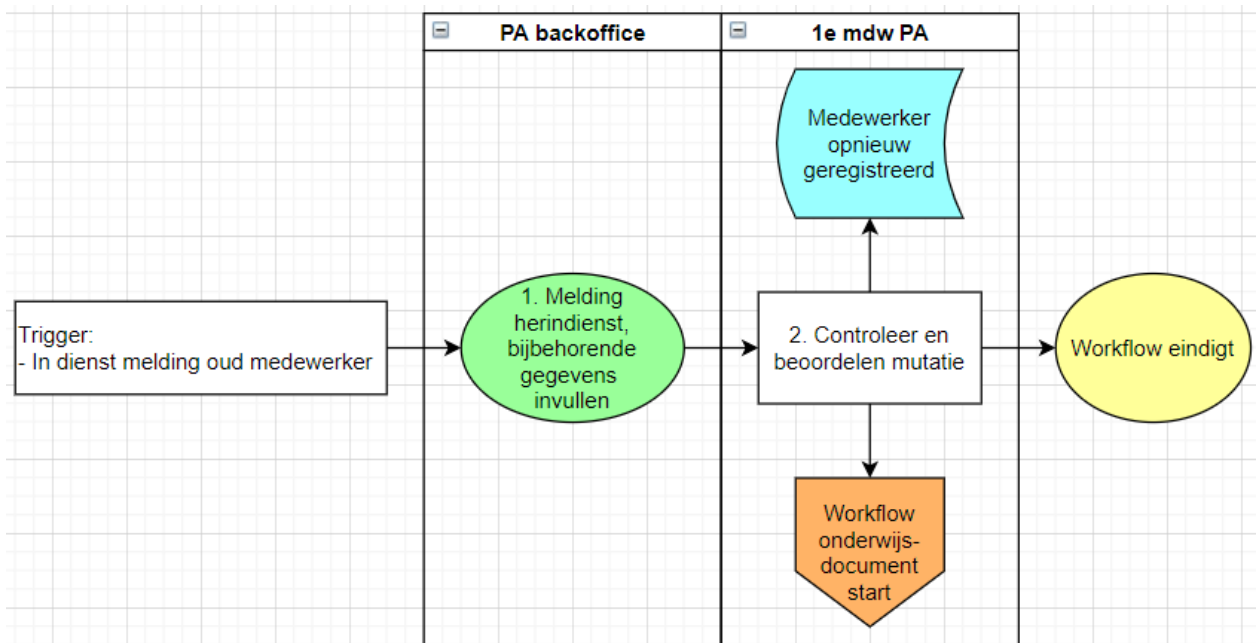 PA backoffice
1e mdw PA
Medewerker
opnieuw
geregistreerd
Trigger:
- In dienst melding oud medewerker
1. Melding
herindienst,
bijbehorende
gegevens
invullen
2. Controleer en
beoordelen mutatie
Workflow eindigt
Workflow
onderwijs-
document
start